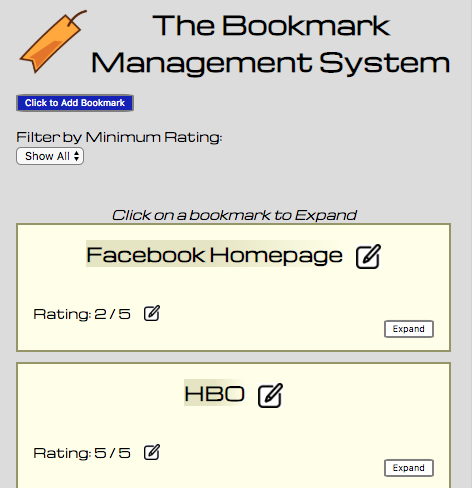 The Bookmark
Management System
Click to Add Bookmark
Filter by Minimum Rating:
Show All
Click on a bookmark to Expand
Facebook Homepage
Rating: 2 / 5
Expand
HBO
Rating: 5 / 5
Expand